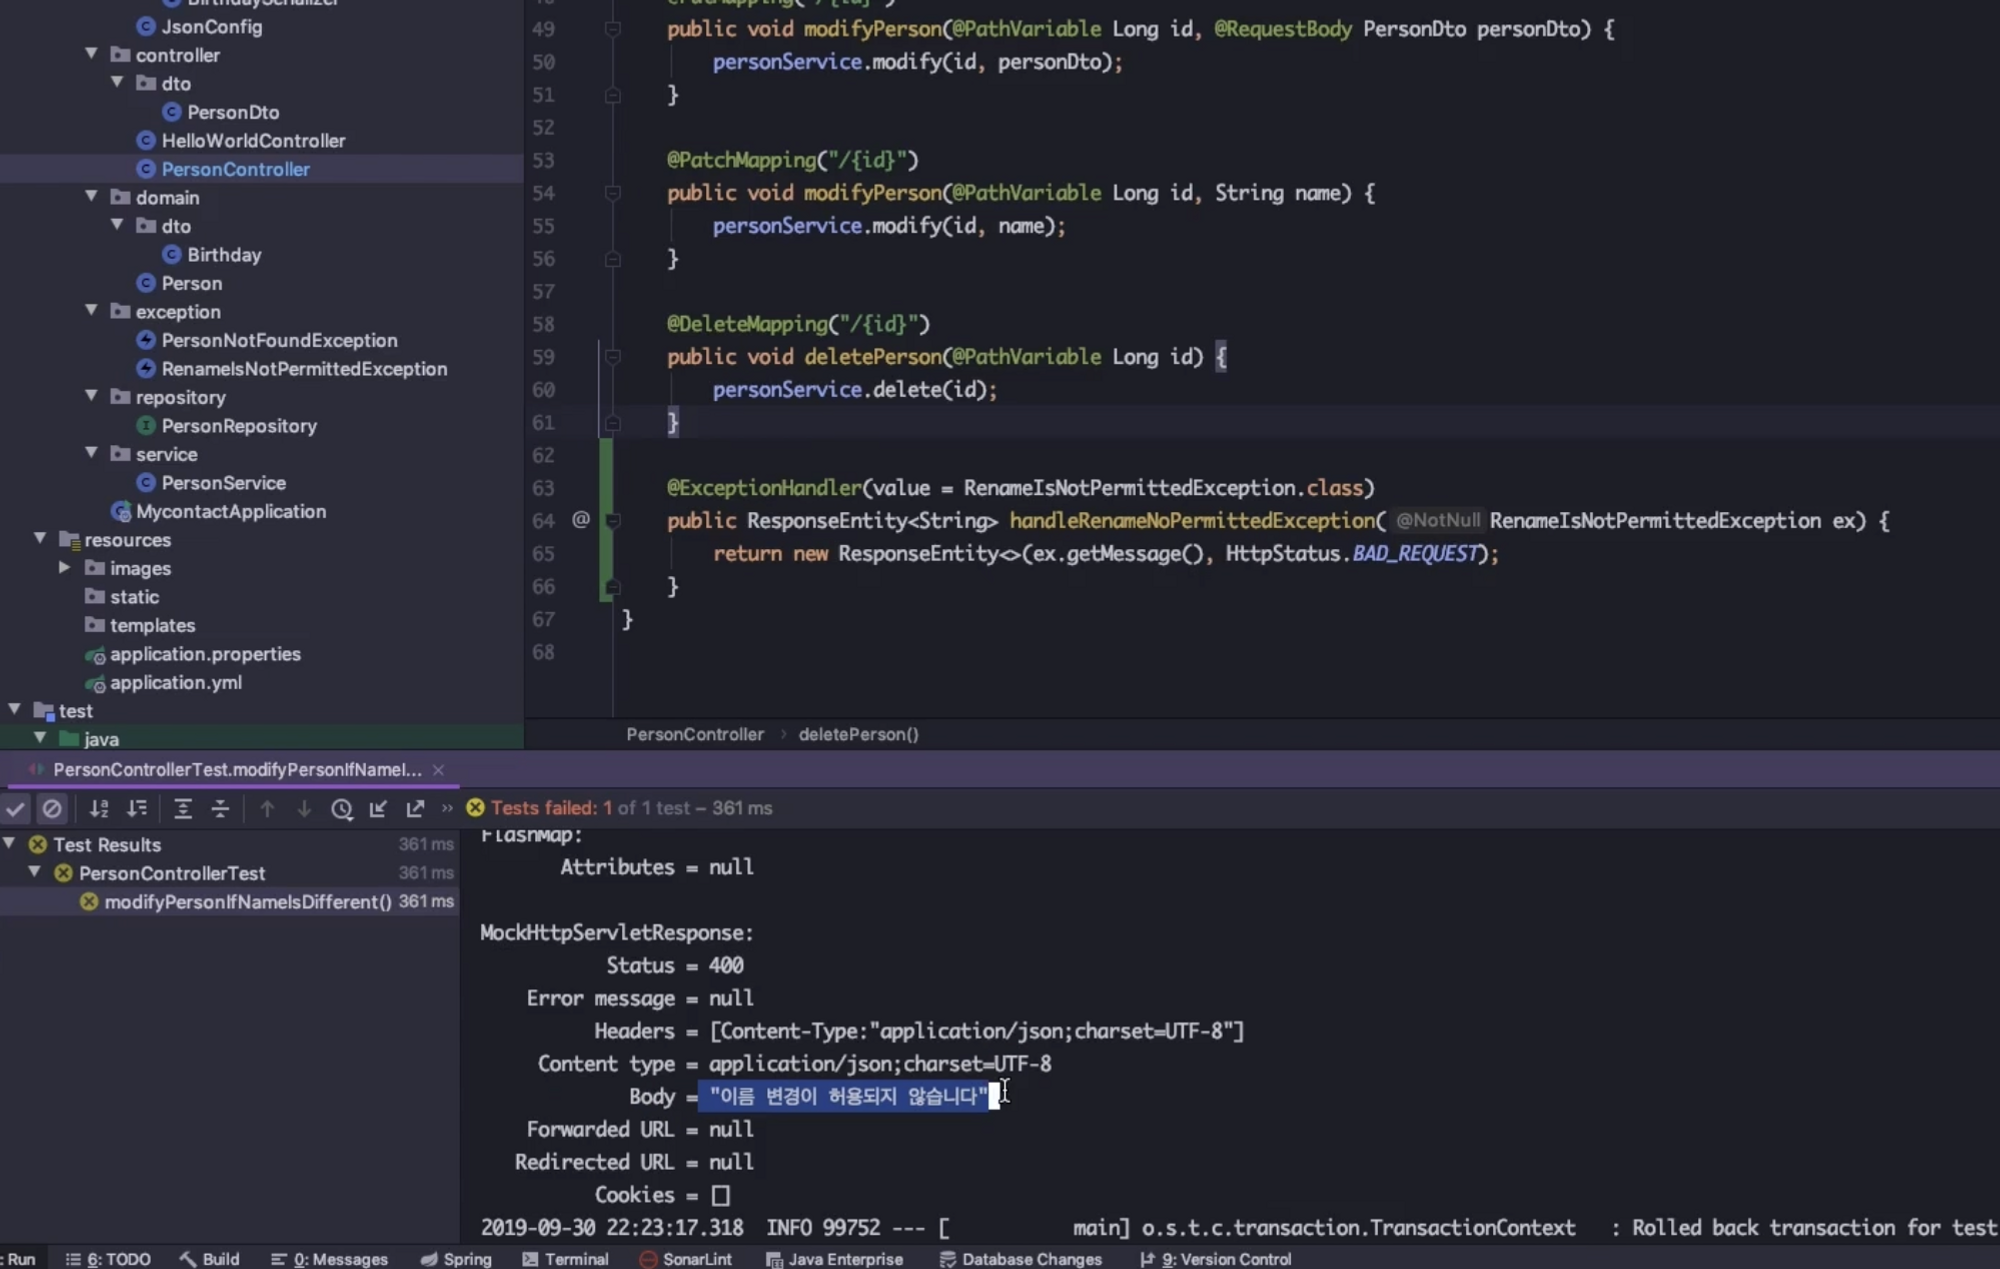 BirthdaySerializer
JsonConfig
controller
dto
PersonDto
HelloWorldController
PersonController
domain
dto
Birthday
Person
exception
PersonNotFoundException
RenameIsNotPermittedException
repository
PersonRepository
service
PersonService
MycontactApplication
resources
images
static
templates
application.properties
application.yml
test
java
49 public void modifyPerson(@PathVariable Long id, @RequestBody PersonDto personDto) {
50 personService.modify(id, personDto);
51 }
52
53 @PatchMapping("/{id}")
54 public void modifyPerson(@PathVariable Long id, String name) {
55 personService.modify(id, name);
56 }
57
58 @DeleteMapping("/{id}")
59 public void deletePerson(@PathVariable Long id) {
60 personService.delete(id);
61 }
62
63 @ExceptionHandler(value = RenameIsNotPermittedException.class)
64 @ public ResponseEntity<String> handleRenameNoPermittedException( @NotNull RenameIsNotPermittedException ex) {
65 return new ResponseEntity<>(ex.getMessage(), HttpStatus.BAD_REQUEST);
66 }
67 }
68
PersonController › deletePerson()
PersonControllerTest.modifyPersonIfNameI... ×
» Tests failed: 1 of 1 test – 361 ms
Test Results 361 ms
PersonControllerTest 361 ms
modifyPersonIfNameIsDifferent() 361 ms
FlashMap:
Attributes = null
MockHttpServletResponse:
Status = 400
Error message = null
Headers = [Content-Type:"application/json;charset=UTF-8"]
Content type = application/json;charset=UTF-8
Body = "이름 변경이 허용되지 않습니다"
Forwarded URL = null
Redirected URL = null
Cookies = []
2019-09-30 22:23:17.318 INFO 99752 --- [ main] o.s.t.c.transaction.TransactionContext : Rolled back transaction for test
: Run 6: TODO Build 0: Messages Spring Terminal SonarLint Java Enterprise Database Changes 9: Version Control